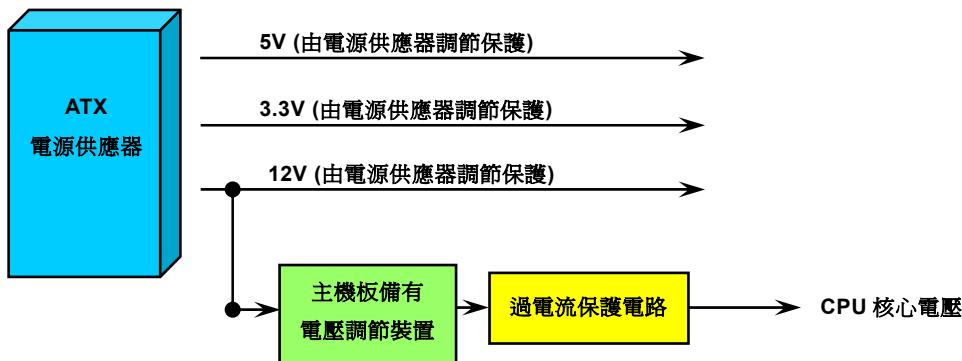 5V (由電源供應器調節保護)
ATX
電源供應器
3.3V (由電源供應器調節保護)
12V (由電源供應器調節保護)
主機板備有
電壓調節裝置
過電流保護電路
CPU 核心電壓